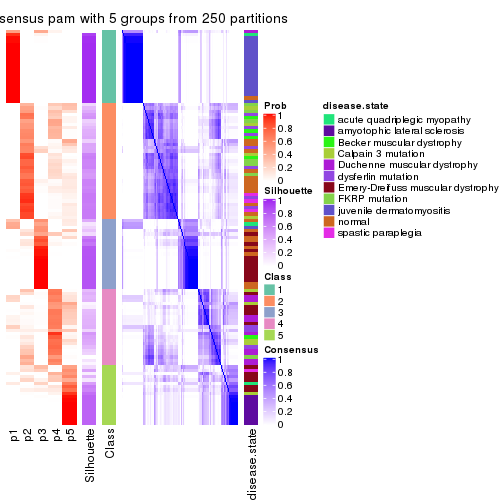 sensus pam with 5 groups from 250 partitions
Prob
1
0.8
0.6
0.4
0.2
0
Silhouette
1
0.8
0.6
0.4
0.2
0
Class
1
2
3
4
5
Consensus
1
0.8
0.6
0.4
0.2
0
disease.state
acute quadriplegic myopathy
amyotophic lateral sclerosis
Becker muscular dystrophy
Calpain 3 mutation
Duchenne muscular dystrophy
dysferlin mutation
Emery-Dreifuss muscular dystrophy
FKRP mutation
juvenile dermatomyositis
normal
spastic paraplegia
p1
p2
p3
p4
p5
Silhouette
Class
disease.state